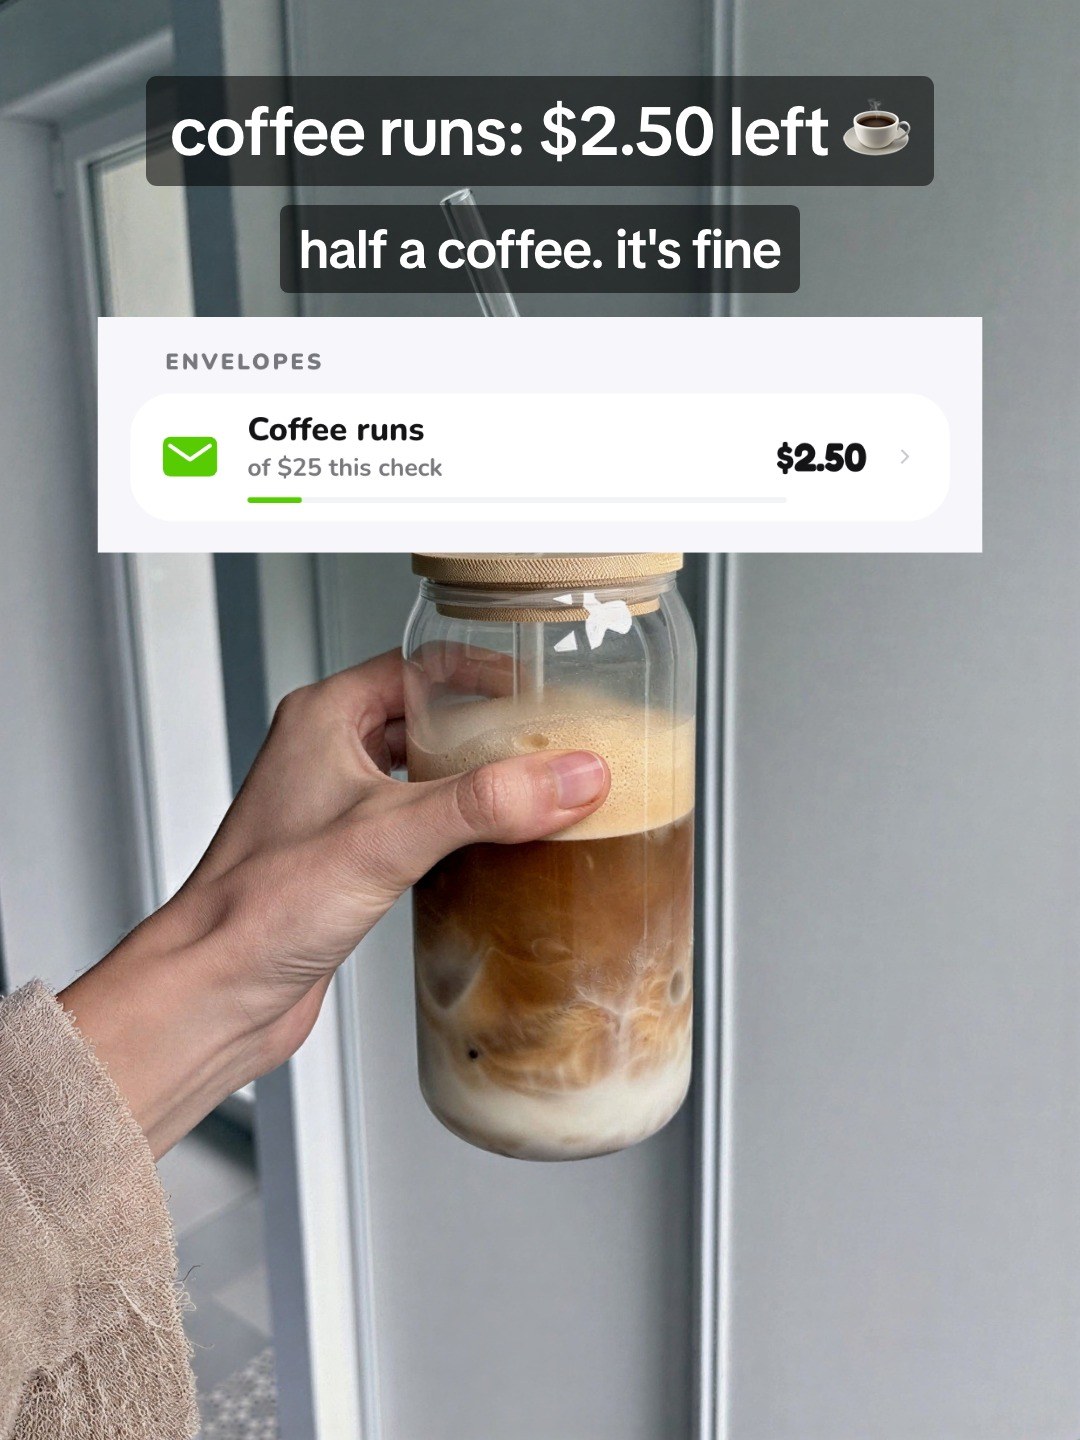 coffee runs: $2.50 left ☕
half a coffee. it's fine
ENVELOPES
Coffee runs
of $25 this check
$2.50